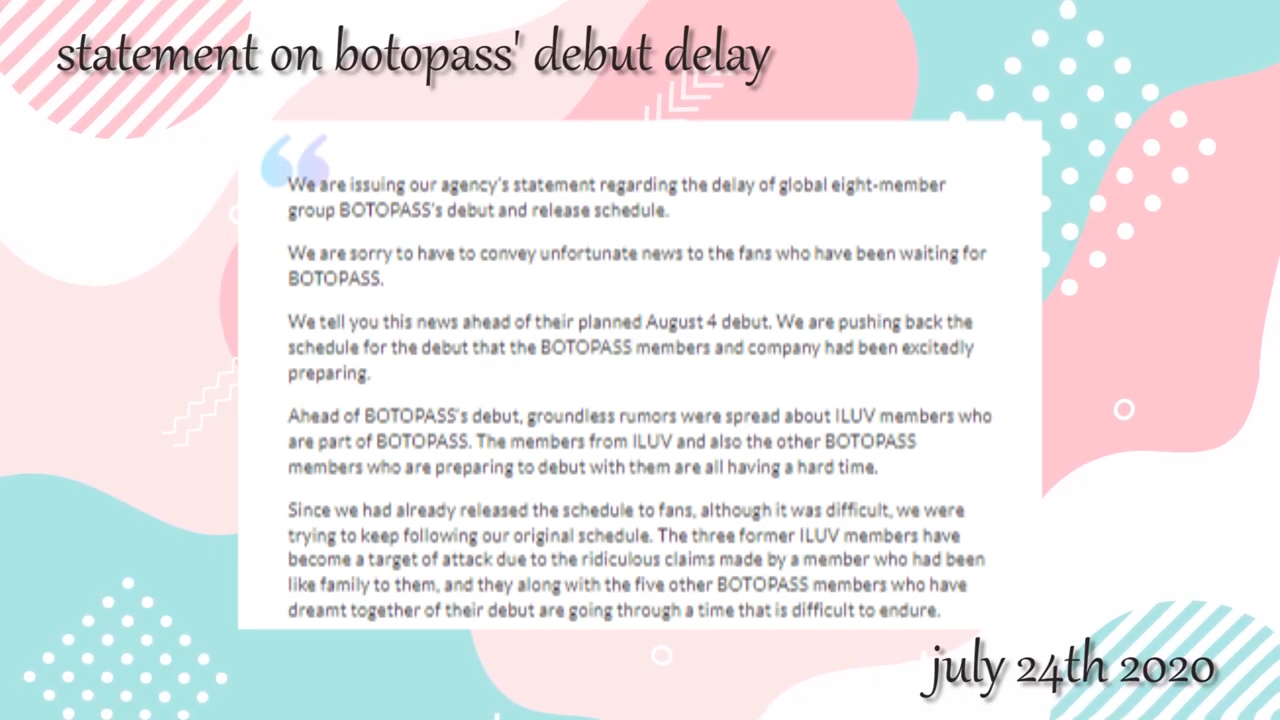 statement on botopass' debut delay
“
We are issuing our agency's statement regarding the delay of global eight-member
group BOTOPASS's debut and release schedule.
We are sorry to have to convey unfortunate news to the fans who have been waiting for
BOTOPASS.
We tell you this news ahead of their planned August 4 debut. We are pushing back the
schedule for the debut that the BOTOPASS members and company had been excitedly
preparing.
Ahead of BOTOPASS's debut, groundless rumors were spread about ILUV members who
are part of BOTOPASS. The members from ILUV and also the other BOTOPASS
members who are preparing to debut with them are all having a hard time.
Since we had already released the schedule to fans, although it was difficult, we were
trying to keep following our original schedule. The three former ILUV members have
become a target of attack due to the ridiculous claims made by a member who had been
like family to them, and they along with the five other BOTOPASS members who have
dreamt together of their debut are going through a time that is difficult to endure.
july 24th 2020